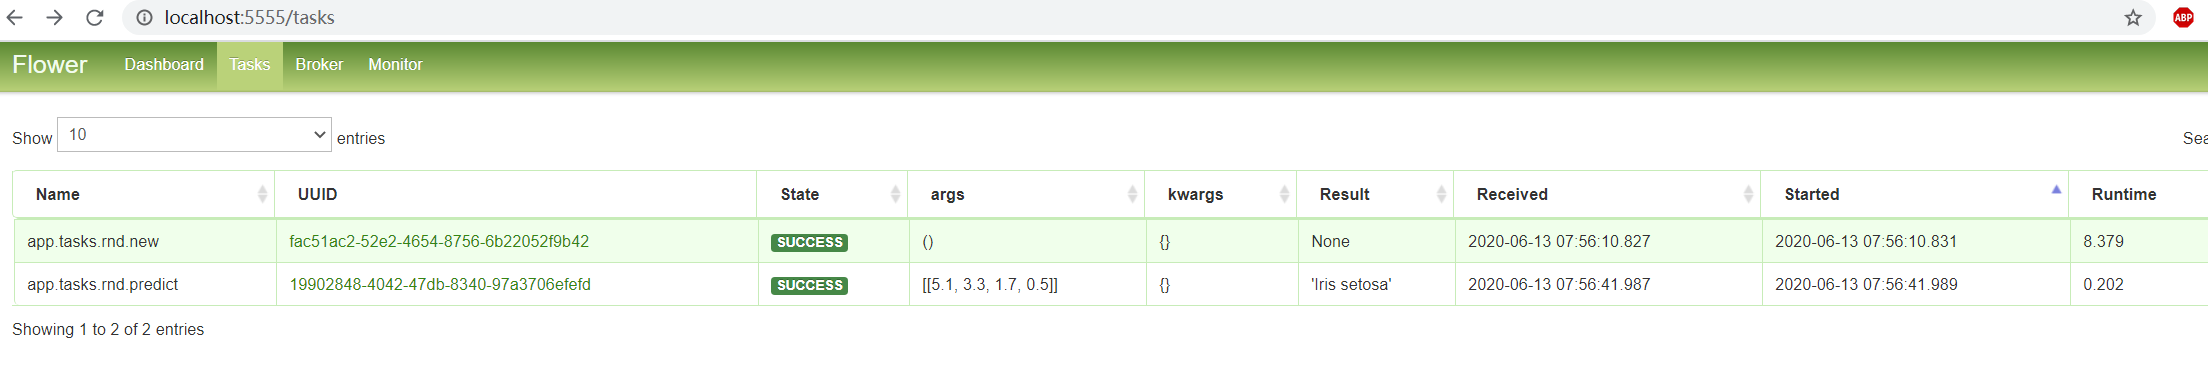 localhost:5555/tasks
ABP
Flower Dashboard Tasks Broker Monitor
Show 10 entries Sea
Name UUID State args kwargs Result Received Started Runtime
app.tasks.rnd.new fac51ac2-52e2-4654-8756-6b22052f9b42 SUCCESS () {} None 2020-06-13 07:56:10.827 2020-06-13 07:56:10.831 8.379
app.tasks.rnd.predict 19902848-4042-47db-8340-97a3706efefd SUCCESS [[5.1, 3.3, 1.7, 0.5]] {} 'Iris setosa' 2020-06-13 07:56:41.987 2020-06-13 07:56:41.989 0.202
Showing 1 to 2 of 2 entries